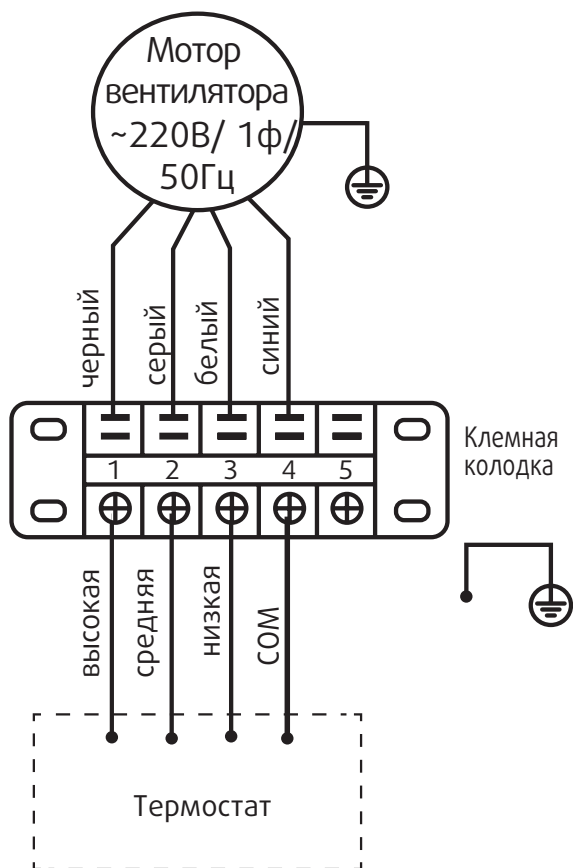 Мотор
вентилятора
~220В/ 1ф/
50Гц
черный
серый
белый
синий
Клемная
колодка
1 2 3 4 5
высокая
средняя
низкая
COM
Термостат